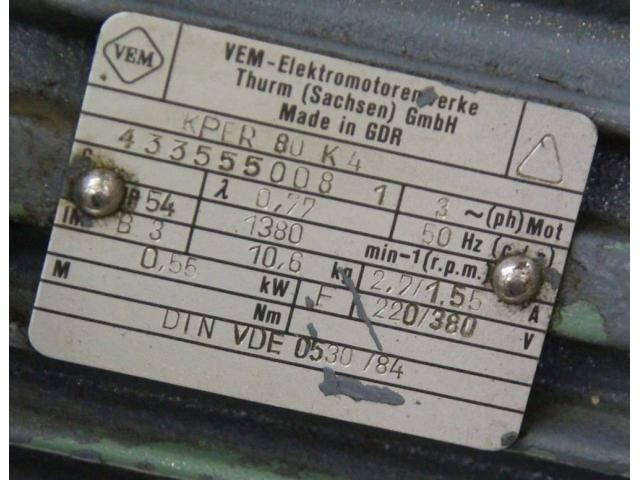 VEM
VEM-Elektromotorenwerke
Thurm (Sachsen) GmbH
Made in GDR
KPER 80 K4
433555008 1 3 ~(ph) Mot
54 λ 0,77 50 Hz
IM B 3 1380 min-1(r.p.m.)
0,55 kW 10,6 kg 2,7/1,55 A
M Nm F 220/380 V
DIN VDE 0530 /84